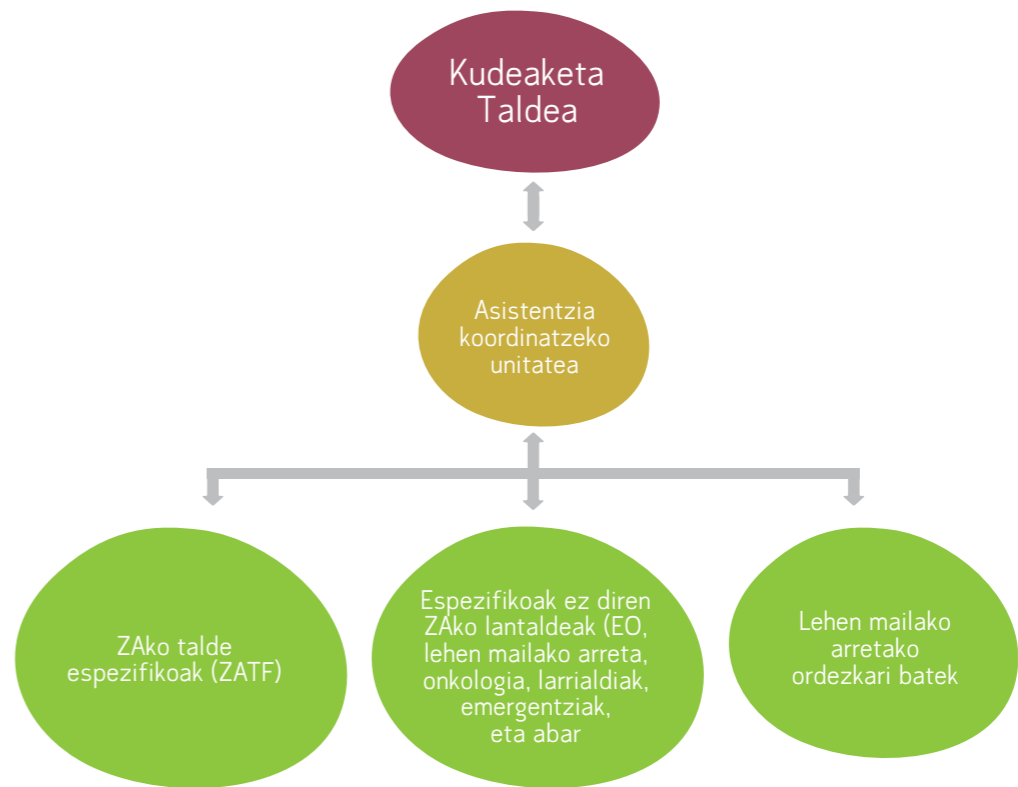 Kudeaketa
Taldea
Asistentzia
koordinatzeko
unitatea
ZAko talde
espezifikoak (ZATF)
Espezifikoak ez diren
ZAko lantaldeak (EO,
lehen mailako arreta,
onkologia, larrialdiak,
emergentziak,
eta abar
Lehen mailako
arretako
ordezkari batek